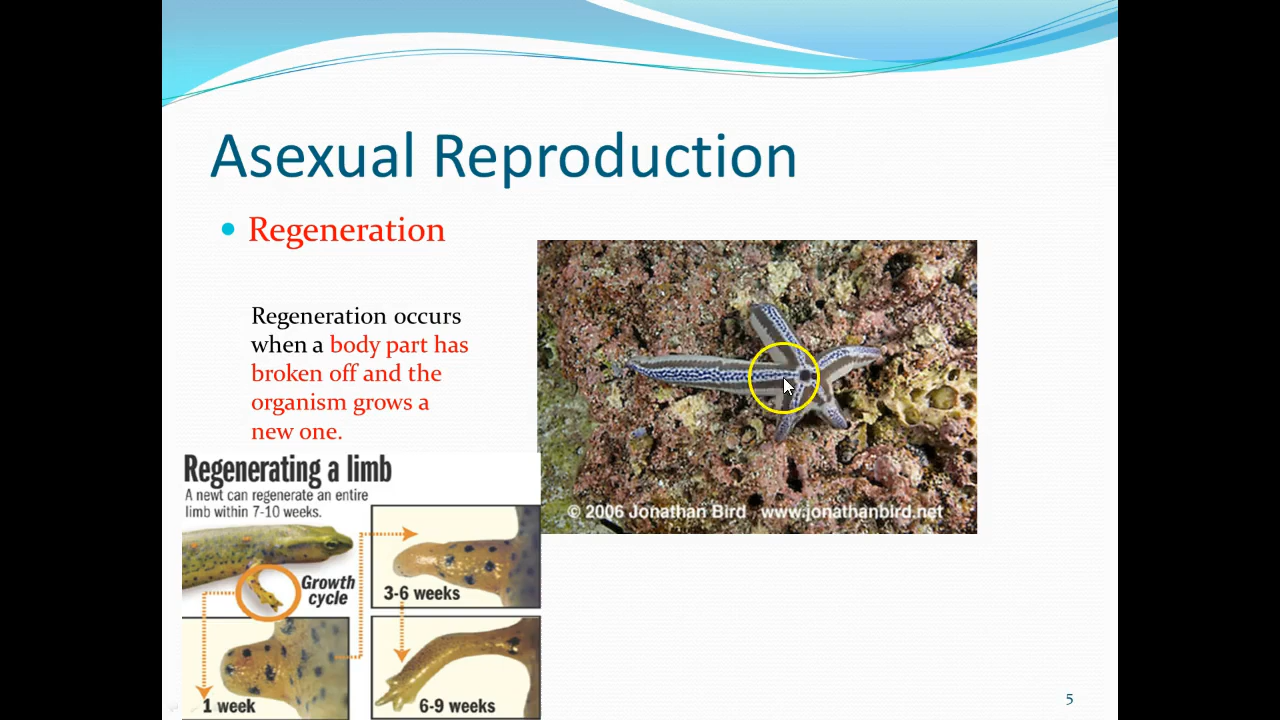 Asexual Reproduction
Regeneration
Regeneration occurs
when a body part has
broken off and the
organism grows a
new one.
© 2006 Jonathan Bird www.jonathanbird.net
Regenerating a limb
A newt can regenerate an entire
limb within 7-10 weeks.
Growth
cycle
3-6 weeks
1 week
6-9 weeks
5